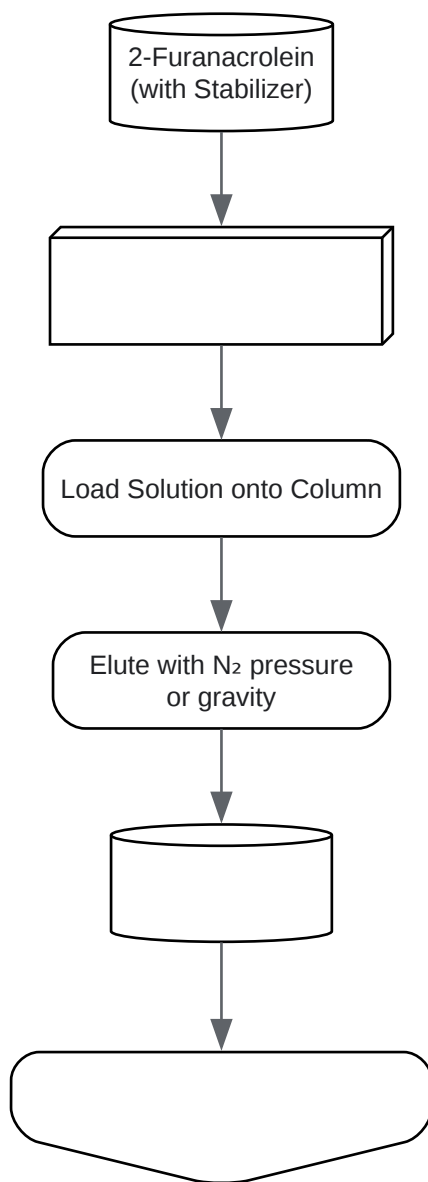 2-Furanacrolein
(with Stabilizer)
Load Solution onto Column
Elute with N₂ pressure
or gravity